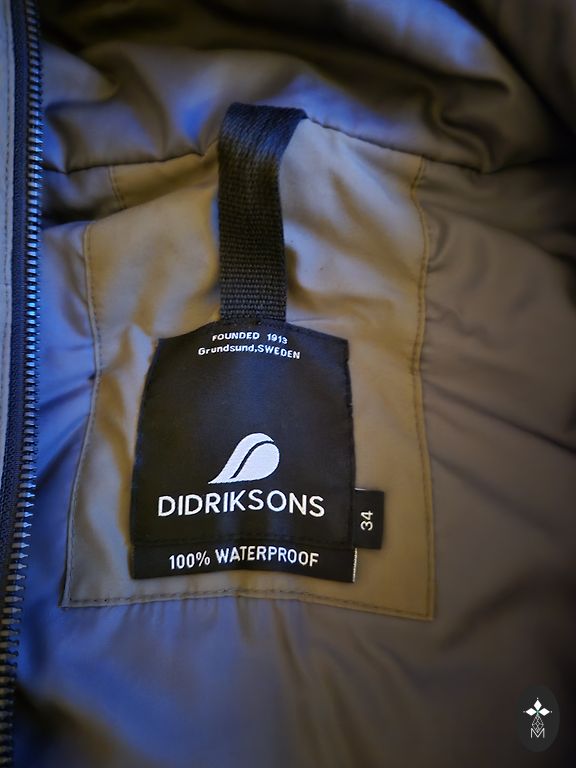 FOUNDED 1913
Grundsund,SWEDEN
DIDRIKSONS
34
100% WATERPROOF
M